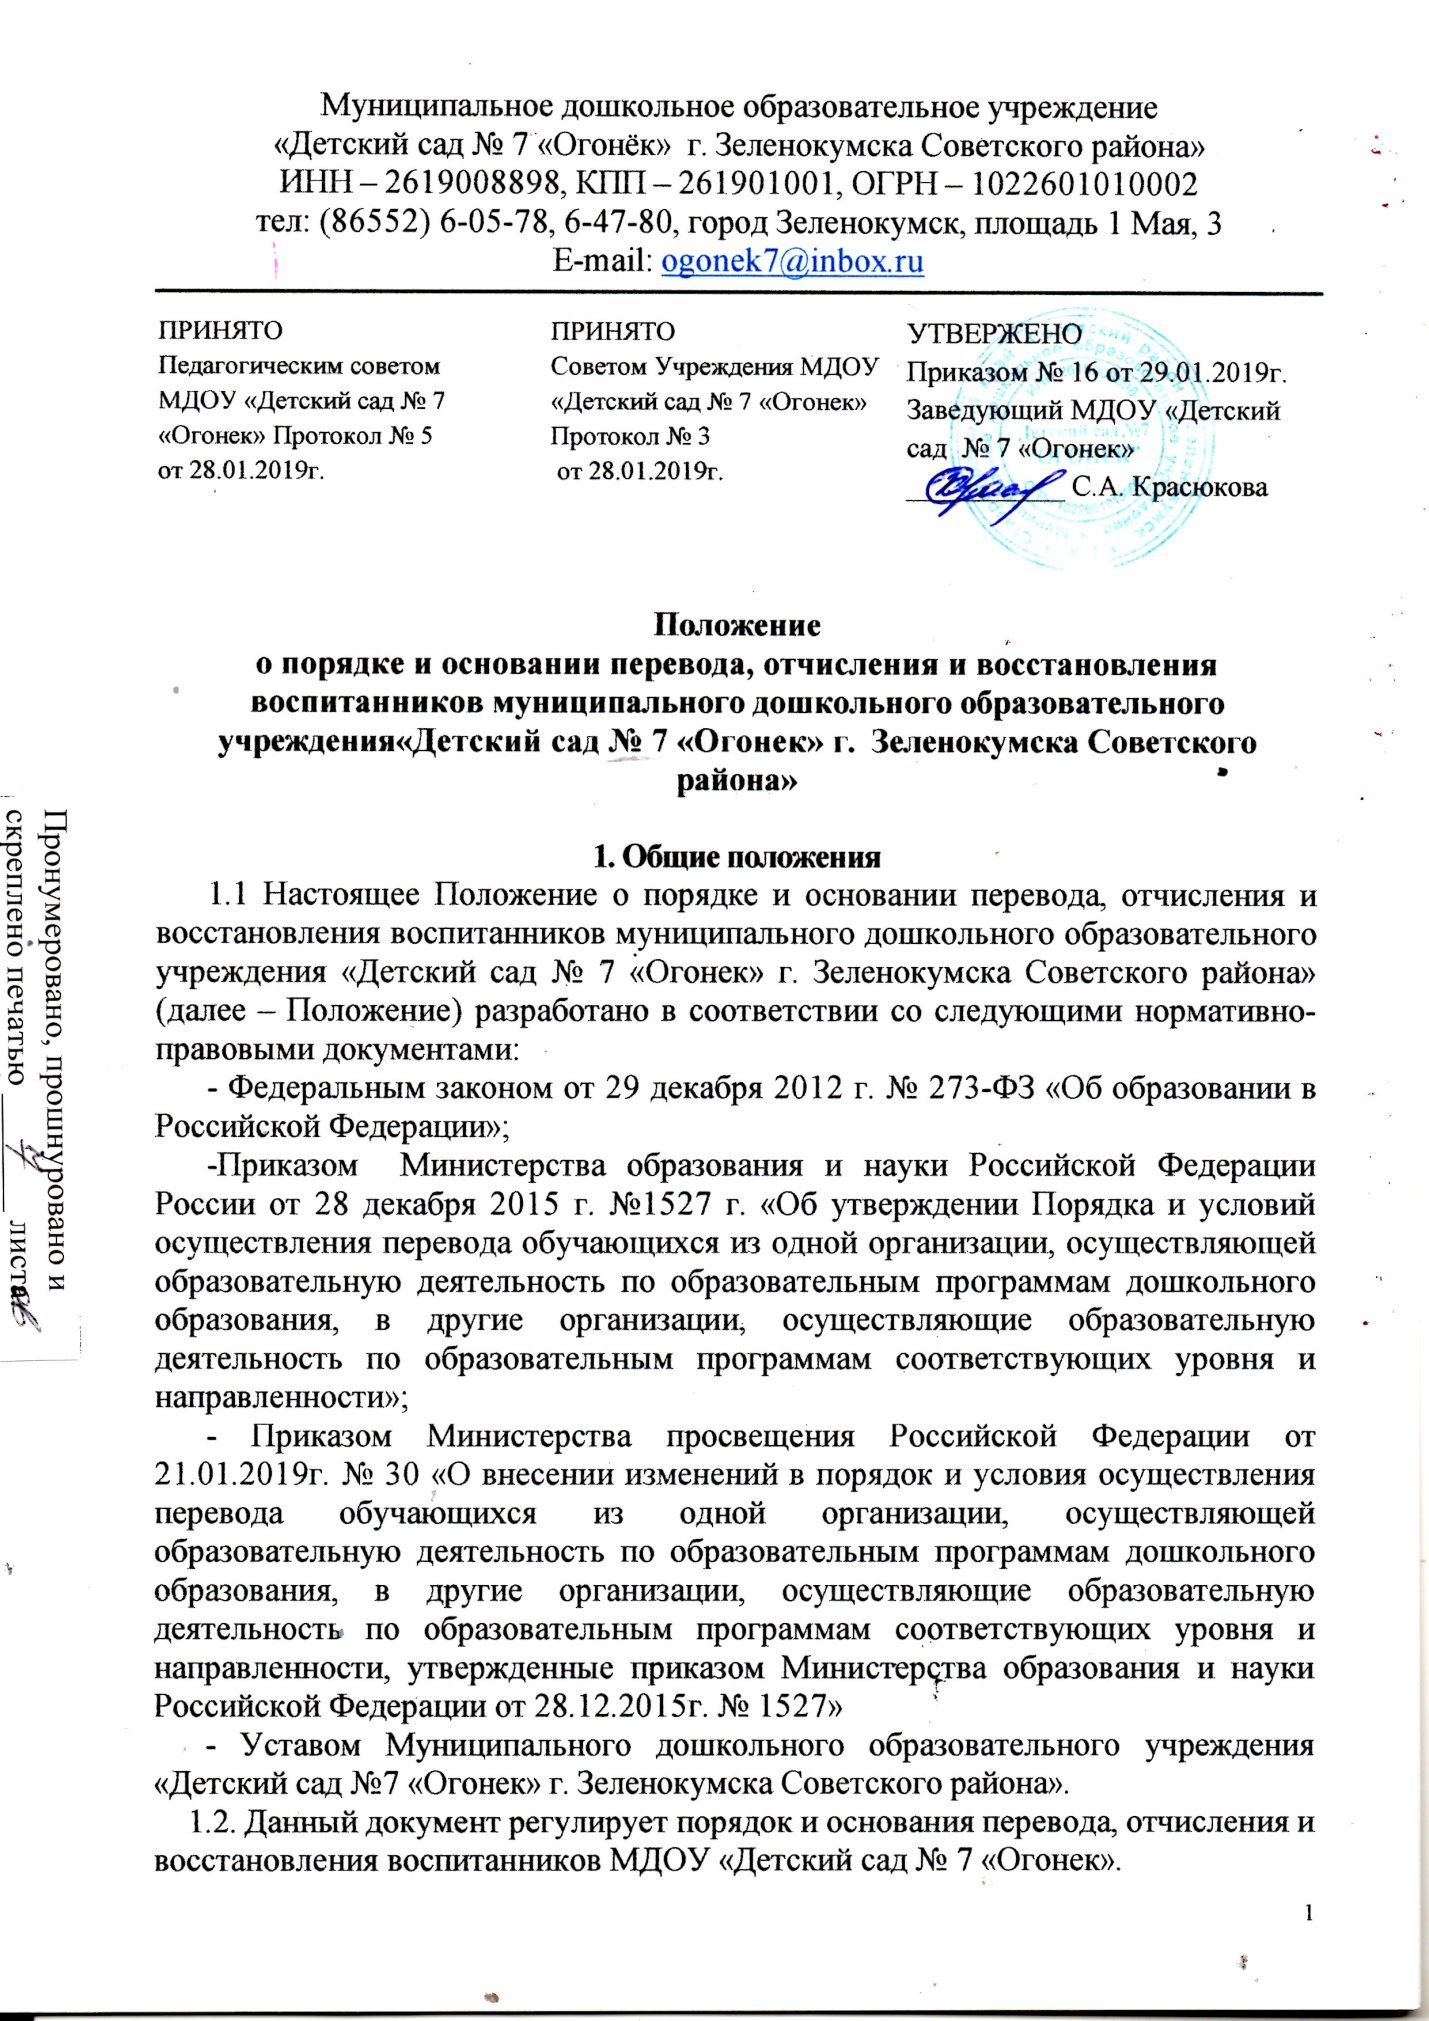 Муниципальное дошкольное образовательное учреждение
«Детский сад № 7 «Огонёк» г. Зеленокумска Советского района»
ИНН – 2619008898, КПП – 261901001, ОГРН – 1022601010002
тел: (86552) 6-05-78, 6-47-80, город Зеленокумск, площадь 1 Мая, 3
E-mail: ogonek7@inbox.ru
ПРИНЯТО
Педагогическим советом
МДОУ «Детский сад № 7
«Огонек» Протокол № 5
от 28.01.2019г.
ПРИНЯТО
Советом Учреждения МДОУ
«Детский сад № 7 «Огонек»
Протокол № 3
от 28.01.2019г.
УТВЕРЖЕНО
Приказом № 16 от 29.01.2019г.
Заведующий МДОУ «Детский
сад № 7 «Огонек»
___________ С.А. Красюкова
Положение
о порядке и основании перевода, отчисления и восстановления
воспитанников муниципального дошкольного образовательного
учреждения«Детский сад № 7 «Огонек» г. Зеленокумска Советского
района»
1. Общие положения
1.1 Настоящее Положение о порядке и основании перевода, отчисления и
восстановления воспитанников муниципального дошкольного образовательного
учреждения «Детский сад № 7 «Огонек» г. Зеленокумска Советского района»
(далее – Положение) разработано в соответствии со следующими нормативно-
правовыми документами:
- Федеральным законом от 29 декабря 2012 г. № 273-ФЗ «Об образовании в
Российской Федерации»;
-Приказом Министерства образования и науки Российской Федерации
России от 28 декабря 2015 г. №1527 г. «Об утверждении Порядка и условий
осуществления перевода обучающихся из одной организации, осуществляющей
образовательную деятельность по образовательным программам дошкольного
образования, в другие организации, осуществляющие образовательную
деятельность по образовательным программам соответствующих уровня и
направленности»;
- Приказом Министерства просвещения Российской Федерации от
21.01.2019г. № 30 «О внесении изменений в порядок и условия осуществления
перевода обучающихся из одной организации, осуществляющей
образовательную деятельность по образовательным программам дошкольного
образования, в другие организации, осуществляющие образовательную
деятельность по образовательным программам соответствующих уровня и
направленности, утвержденные приказом Министерства образования и науки
Российской Федерации от 28.12.2015г. № 1527»
- Уставом Муниципального дошкольного образовательного учреждения
«Детский сад №7 «Огонек» г. Зеленокумска Советского района».
1.2. Данный документ регулирует порядок и основания перевода, отчисления и
восстановления воспитанников МДОУ «Детский сад № 7 «Огонек».
1
Пронумеровано, прошнуровано и
скреплено печатью ____ листа